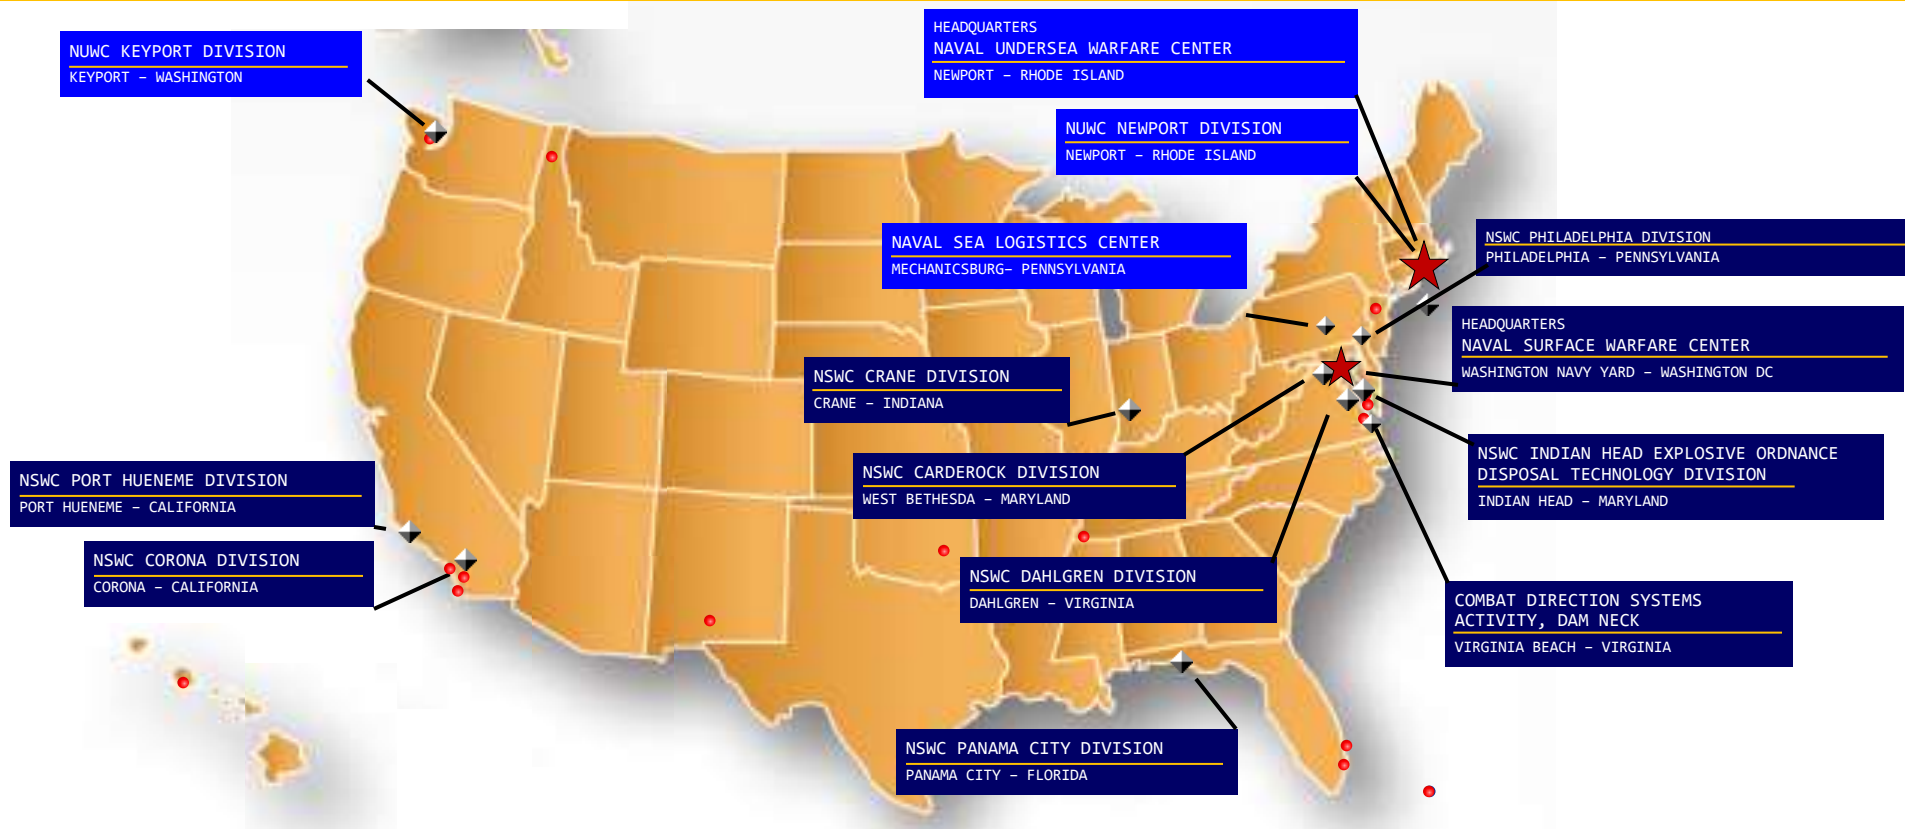 HEADQUARTERS
NAVAL UNDERSEA WARFARE CENTER
NEWPORT – RHODE ISLAND
NUWC KEYPORT DIVISION
KEYPORT – WASHINGTON
NUWC NEWPORT DIVISION
NEWPORT – RHODE ISLAND
NAVAL SEA LOGISTICS CENTER
MECHANICSBURG– PENNSYLVANIA
NSWC PHILADELPHIA DIVISION
PHILADELPHIA – PENNSYLVANIA
HEADQUARTERS
NAVAL SURFACE WARFARE CENTER
WASHINGTON NAVY YARD – WASHINGTON DC
NSWC CRANE DIVISION
CRANE – INDIANA
NSWC CARDEROCK DIVISION
WEST BETHESDA – MARYLAND
NSWC INDIAN HEAD EXPLOSIVE ORDNANCE
DISPOSAL TECHNOLOGY DIVISION
INDIAN HEAD – MARYLAND
NSWC PORT HUENEME DIVISION
PORT HUENEME – CALIFORNIA
NSWC CORONA DIVISION
CORONA – CALIFORNIA
NSWC DAHLGREN DIVISION
DAHLGREN – VIRGINIA
COMBAT DIRECTION SYSTEMS
ACTIVITY, DAM NECK
VIRGINIA BEACH – VIRGINIA
NSWC PANAMA CITY DIVISION
PANAMA CITY – FLORIDA